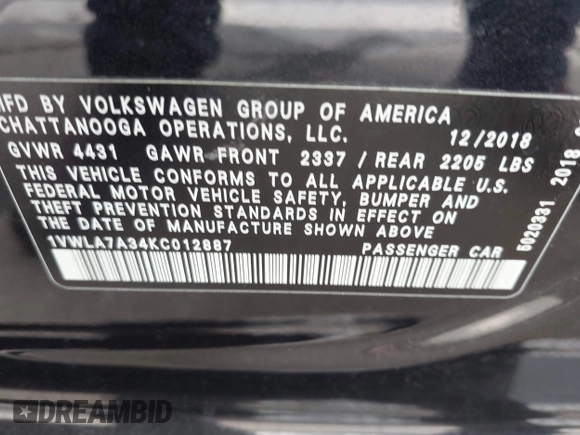 MFD BY VOLKSWAGEN GROUP OF AMERICA
CHATTANOOGA OPERATIONS, LLC. 12/2018
GVWR 4431 GAWR FRONT 2337 / REAR 2205 LBS
THIS VEHICLE CONFORMS TO ALL APPLICABLE U.S.
FEDERAL MOTOR VEHICLE SAFETY, BUMPER AND
THEFT PREVENTION STANDARDS IN EFFECT ON
THE DATE OF MANUFACTURE SHOWN ABOVE
1VWLA7A34KC012887 PASSENGER CAR
6020331 2018
DREAMBID